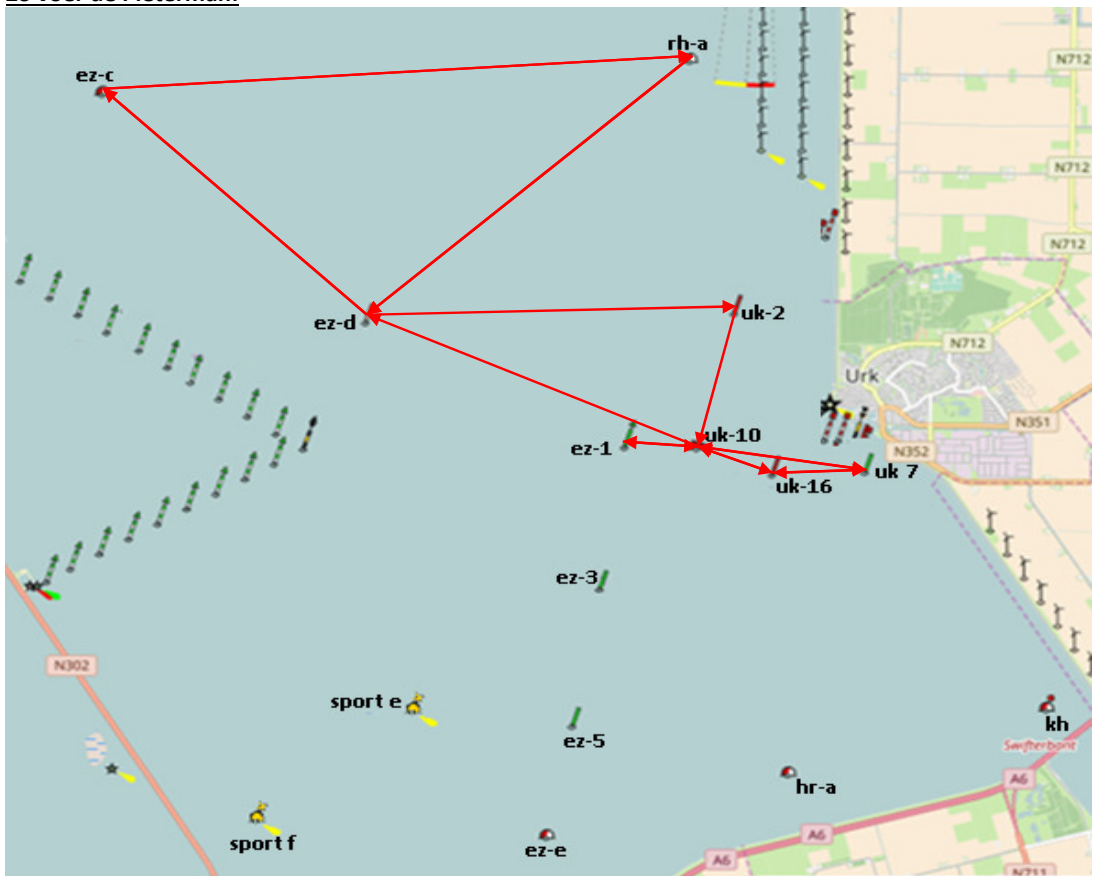 rh-a
ez-c
N712
N712
N712
ez-d
uk-2
N712
Urk
N351
uk-10
ez-1
N352
uk 7
uk-16
ez-3
N302
sport e
kh
ez-5
Swifterbant
A6
hr-a
A6
sport f
ez-e
A6
N711